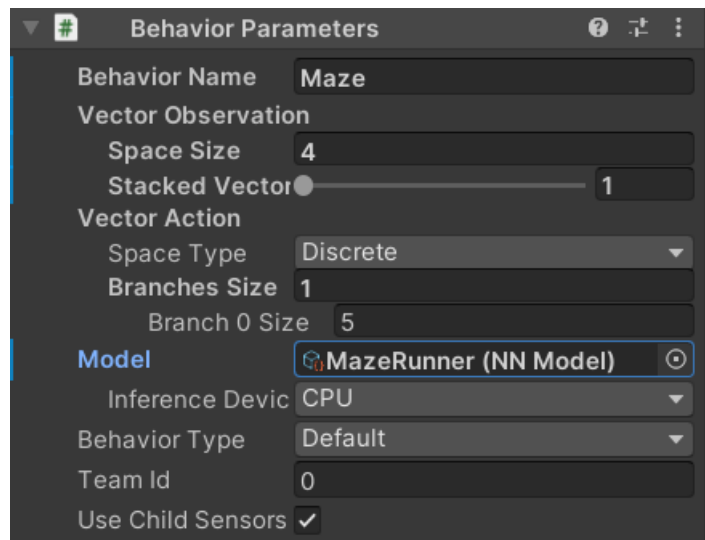 # Behavior Parameters
Behavior Name Maze
Vector Observation
Space Size 4
Stacked Vector 1
Vector Action
Space Type Discrete
Branches Size 1
Branch 0 Size 5
Model MazeRunner (NN Model)
Inference Devic CPU
Behavior Type Default
Team Id 0
Use Child Sensors